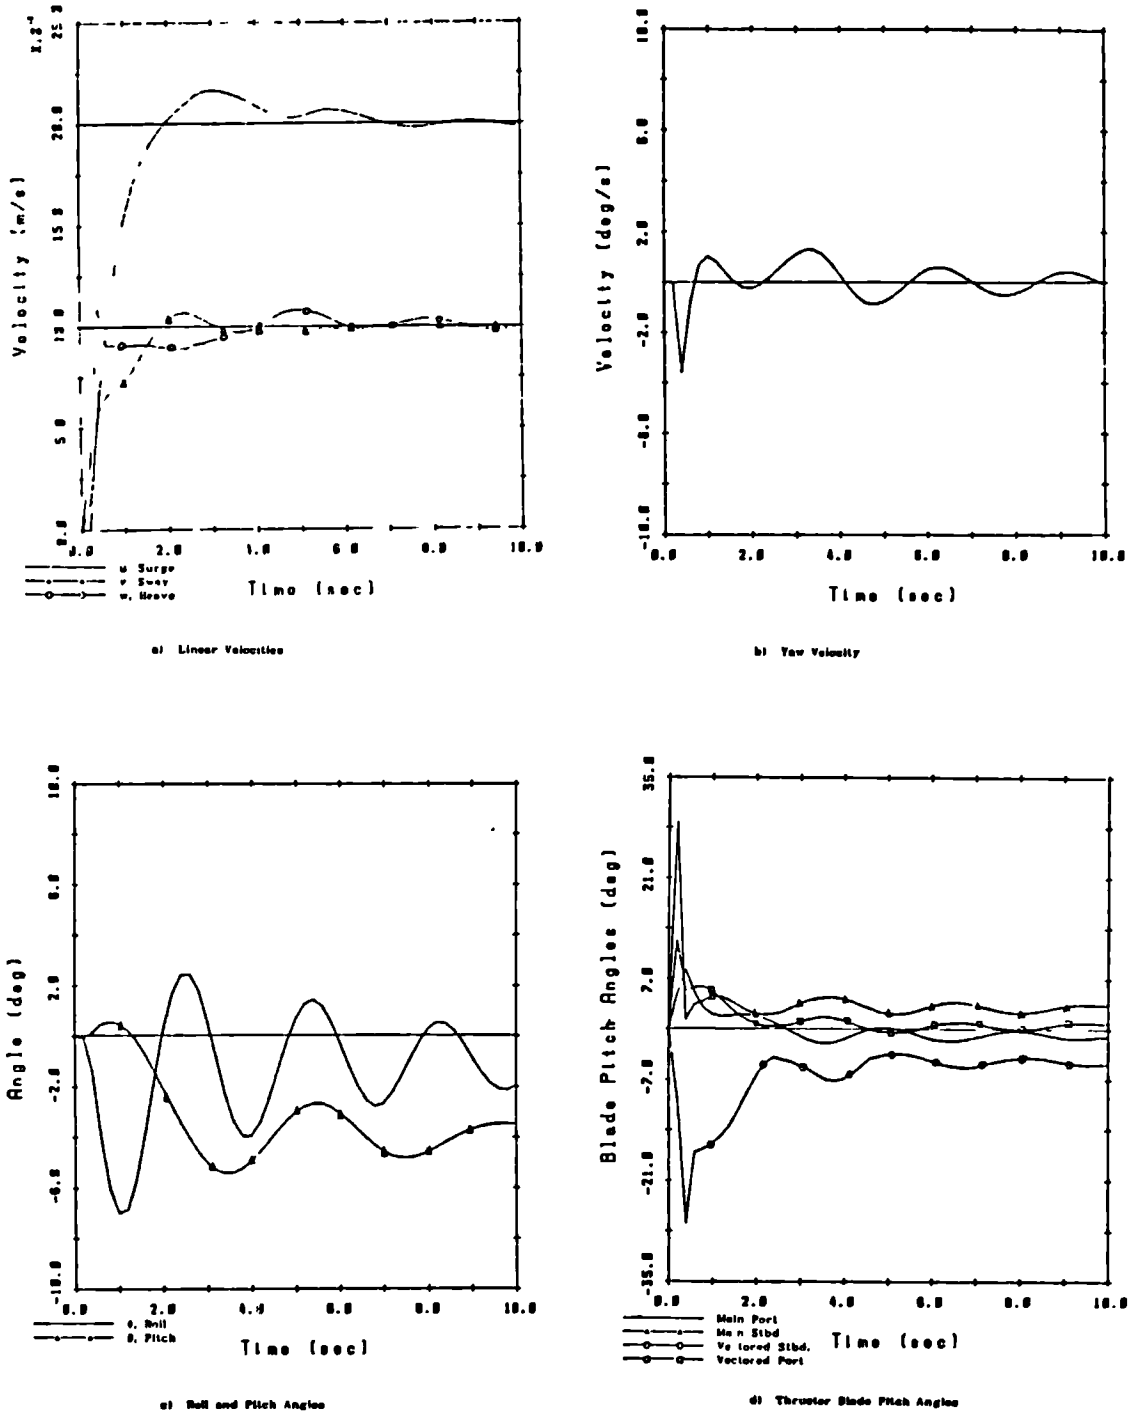 25.0
20.0
15.0
10.0
5.0
0.0
Velocity (m/s)
0.0 2.0 4.0 6.0 8.0 10.0
Time (sec)
u Surge
v Sway
w, Heave
a) Linear Velocities
10.0
6.0
2.0
-2.0
-6.0
-10.0
Velocity (deg/s)
0.0 2.0 4.0 6.0 8.0 10.0
Time (sec)
b) Yaw Velocity
10.0
6.0
2.0
-2.0
-6.0
-10.0
Angle (deg)
0.0 2.0 4.0 6.0 8.0 10.0
Time (sec)
Roll
θ, Pitch
c) Roll and Pitch Angles
35.0
21.0
7.0
-7.0
-21.0
-35.0
Blade Pitch Angles (deg)
0.0 2.0 4.0 6.0 8.0 10.0
Time (sec)
Main Port
Main Stbd
Vectored Stbd.
Vectored Port
d) Thruster Blade Pitch Angles